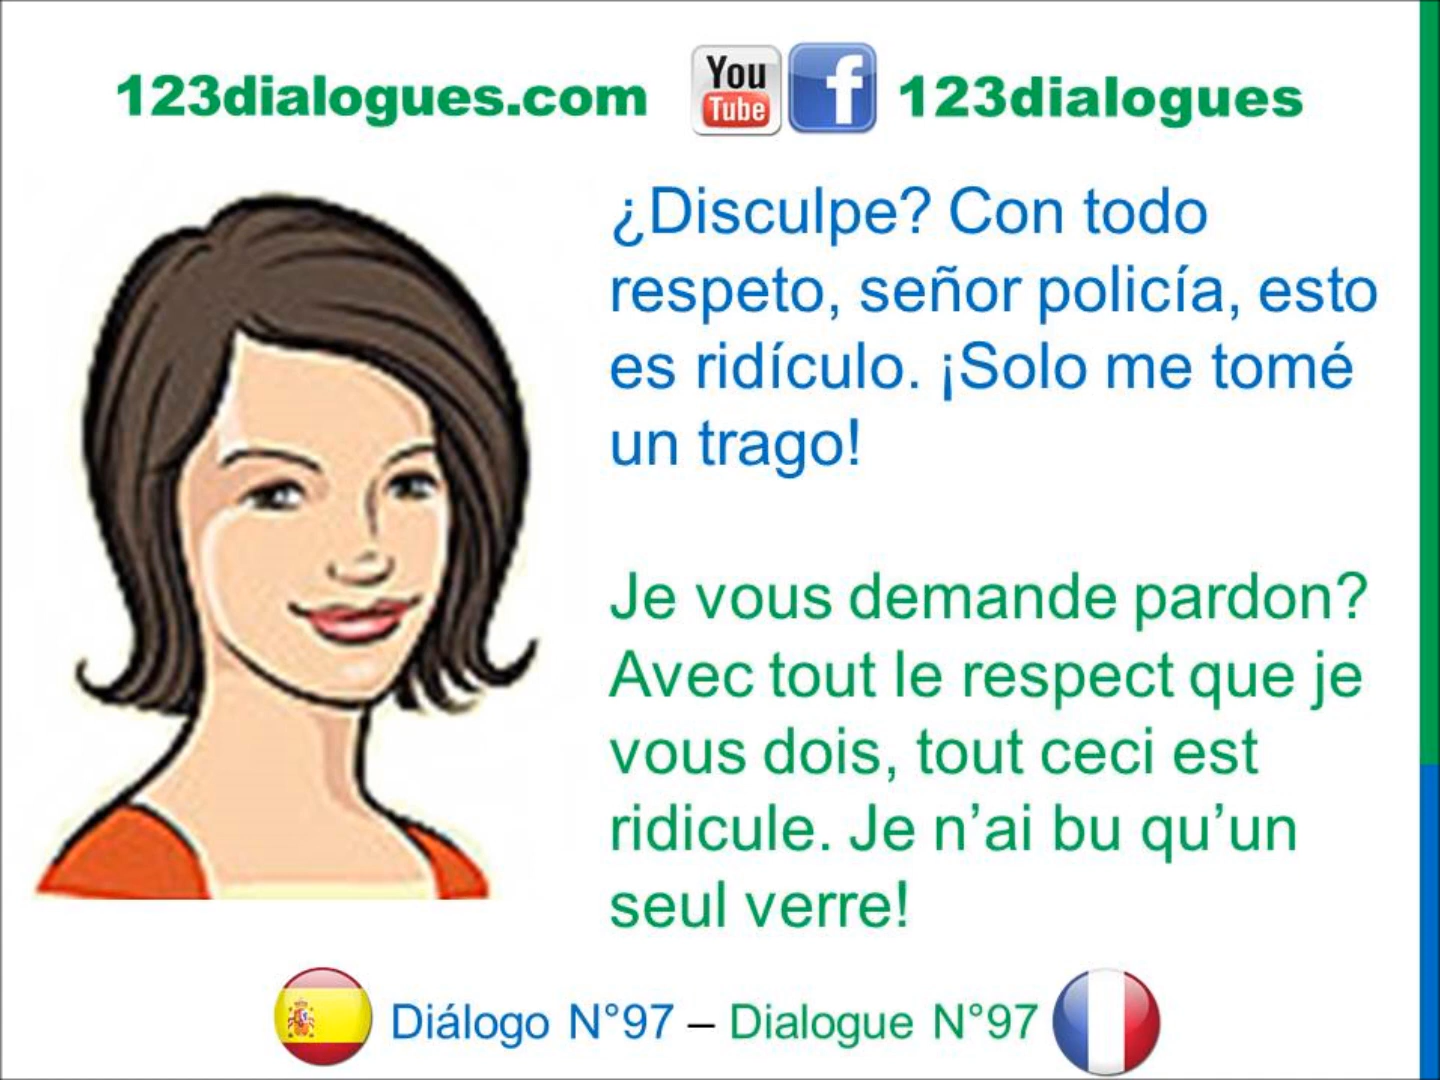 123dialogues.com
You
Tube
f
123dialogues
¿Disculpe? Con todo
respeto, señor policía, esto
es ridículo. ¡Solo me tomé
un trago!
Je vous demande pardon?
Avec tout le respect que je
vous dois, tout ceci est
ridicule. Je n’ai bu qu’un
seul verre!
Diálogo N°97 – Dialogue N°97